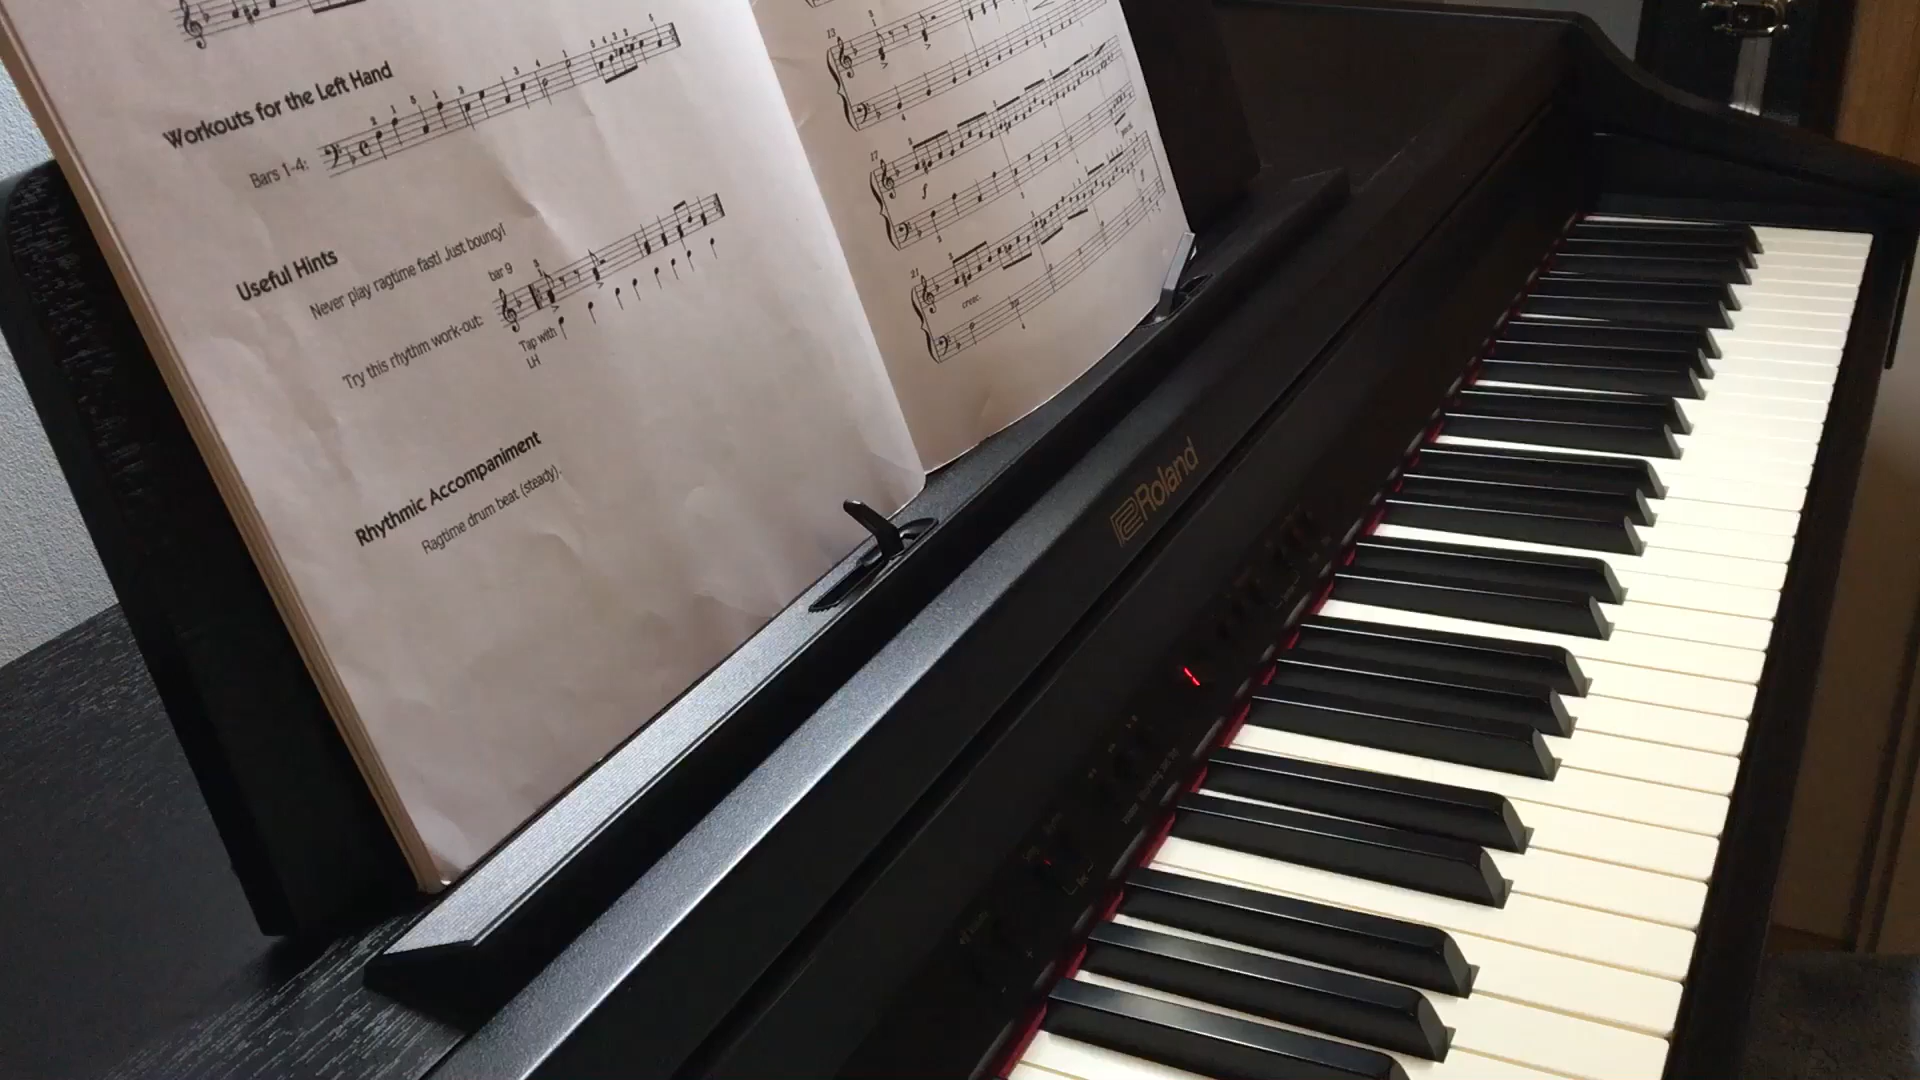 Workouts for the Left Hand
Bars 1-4:
Useful Hints
Never play ragtime fast! Just bouncy!
bar 9
Try this rhythm work-out:
Tap with
LH
Rhythmic Accompaniment
Ragtime drum beat (steady).
13
17
f
f
21
cresc.
Roland